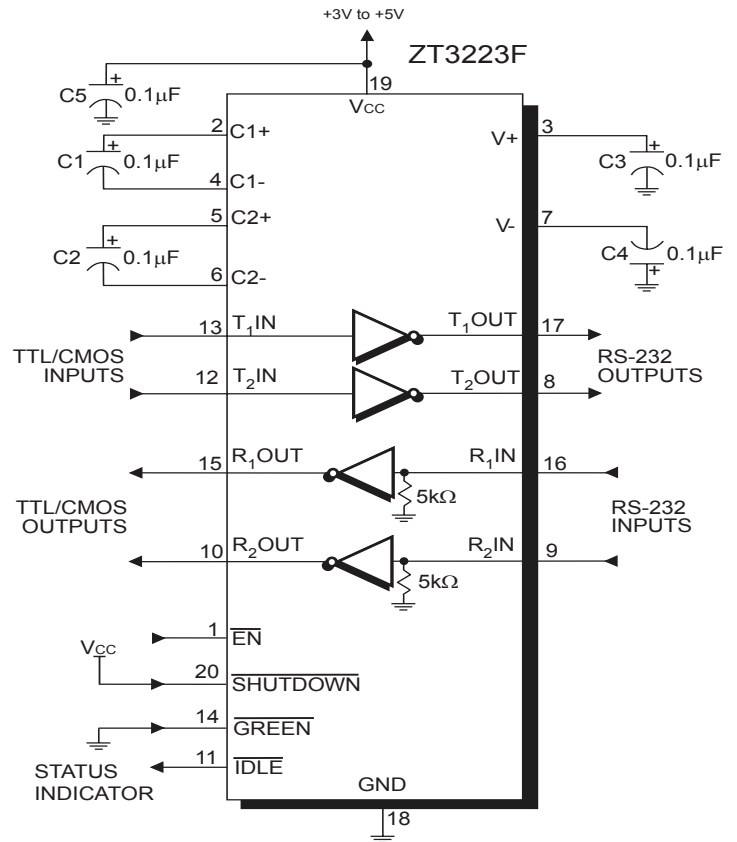 +3V to +5V
ZT3223F
19
VCC
C5 + 0.1μF
2 C1+
C1 + 0.1μF
4 C1-
5 C2+
C2 + 0.1μF
6 C2-
V+ 3
C3 + 0.1μF
V- 7
C4 0.1μF
+
13 T1IN T1OUT 17
TTL/CMOS
INPUTS
RS-232
OUTPUTS
12 T2IN T2OUT 8
15 R1OUT R1IN 16
5kΩ
TTL/CMOS
OUTPUTS
RS-232
INPUTS
10 R2OUT R2IN 9
5kΩ
1 EN
VCC
20 SHUTDOWN
14 GREEN
11 IDLE
STATUS
INDICATOR
GND
18